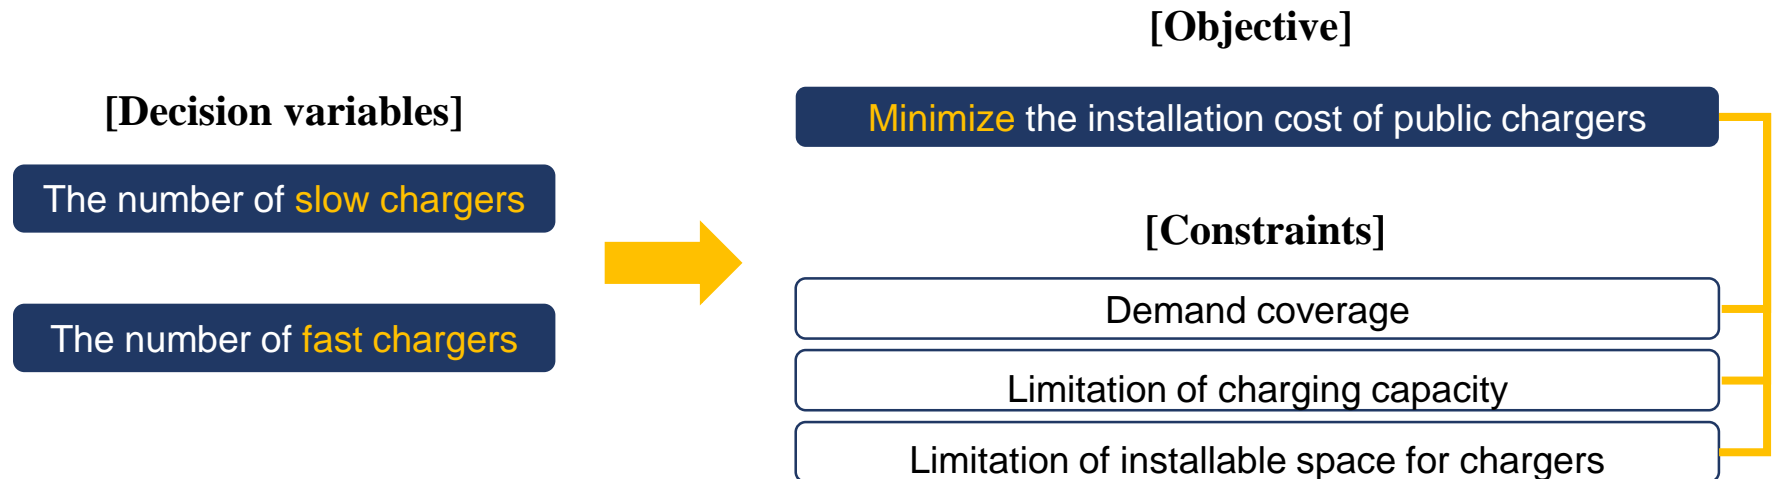 [Decision variables]
The number of slow chargers
The number of fast chargers
[Objective]
Minimize the installation cost of public chargers
[Constraints]
Demand coverage
Limitation of charging capacity
Limitation of installable space for chargers